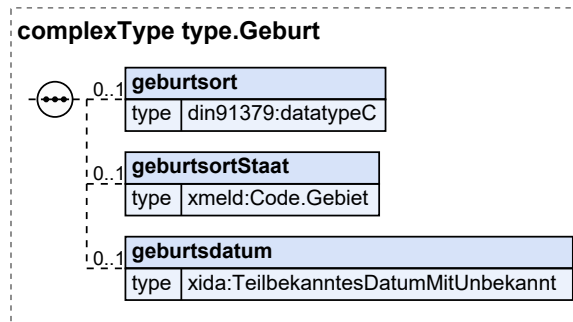 complexType type.Geburt
0..1 geburtsort
type din91379:datatypeC
0..1 geburtsortStaat
type xmeld:Code.Gebiet
0..1 geburtsdatum
type xida:TeilbekanntesDatumMitUnbekannt